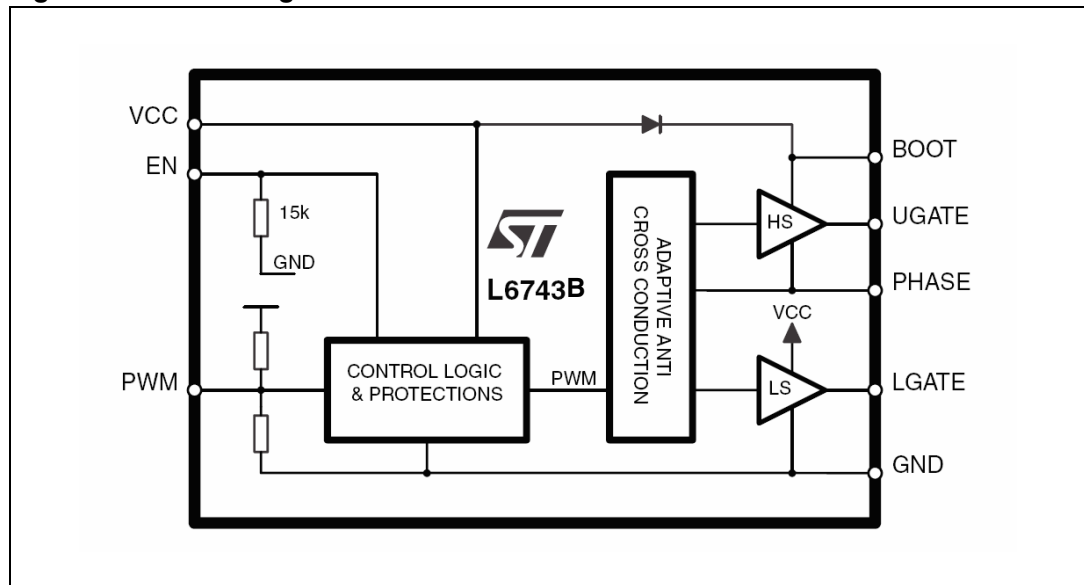 VCC
EN
15k
GND
PWM
ST
L6743B
CONTROL LOGIC
& PROTECTIONS
PWM
ADAPTIVE ANTI
CROSS CONDUCTION
HS
VCC
LS
BOOT
UGATE
PHASE
LGATE
GND